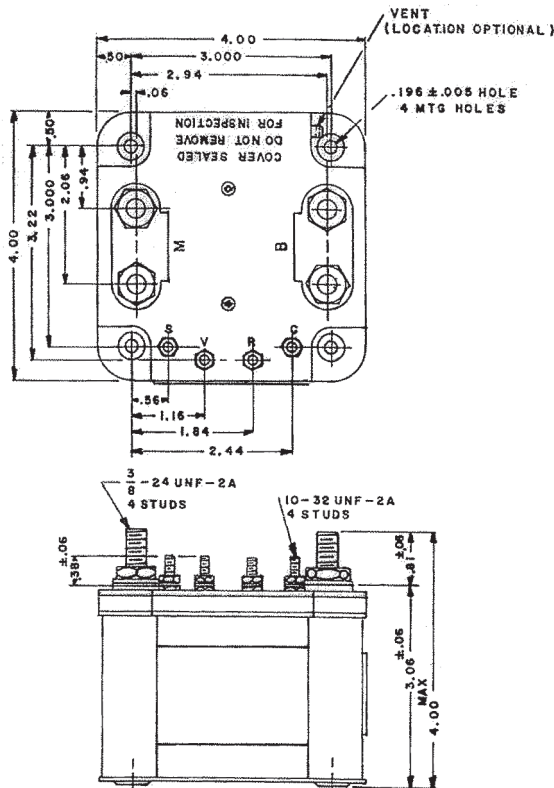 VENT
(LOCATION OPTIONAL)
4.00
.50
3.000
2.94
.06
.196 ±.005 HOLE
4 MTG HOLES
COVER SEALED
DO NOT REMOVE
FOR INSPECTION
4.00
3.22
3.000
.50
2.06
.94
M
B
S
V
R
C
.56
1.16
1.84
2.44
3/8-24 UNF-2A
4 STUDS
10-32 UNF-2A
4 STUDS
±.06
.38
±.06
.81
±.06
3.06
MAX
4.00